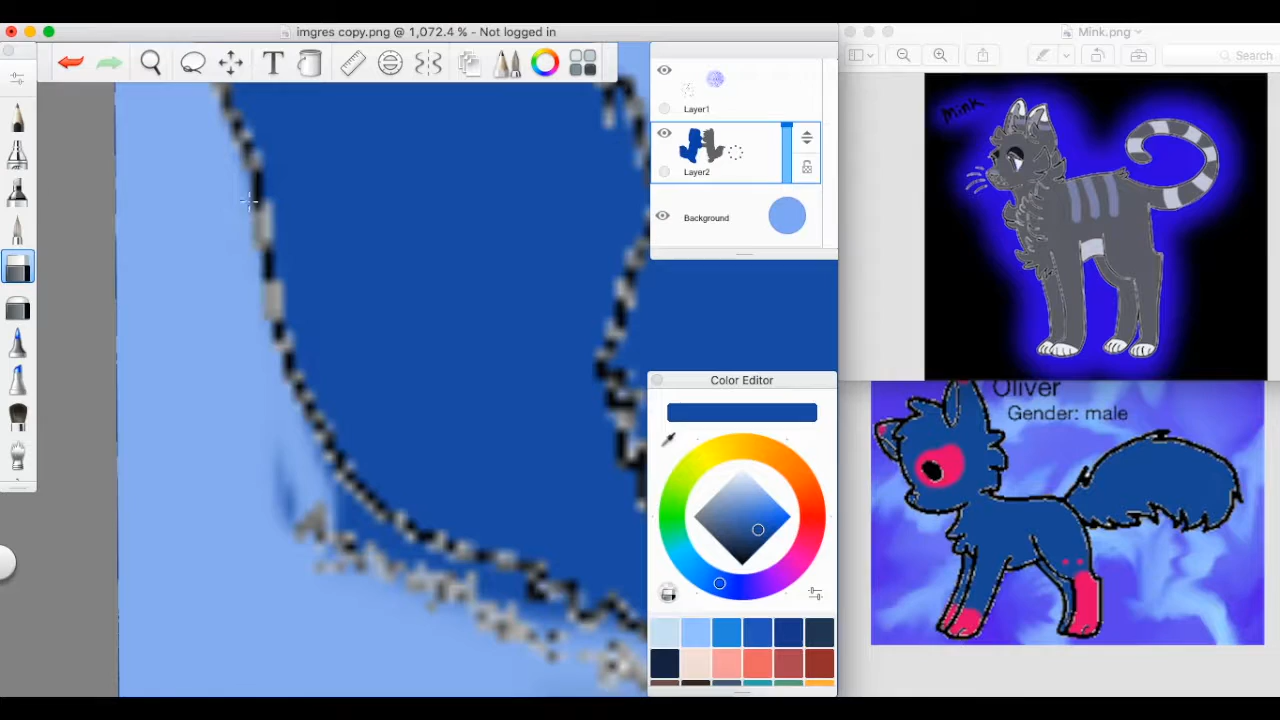 imgres copy.png @ 1,072.4 % - Not logged in
Mink.png
T
Search
Layer1
Layer2
Background
Color Editor
Mink
Oliver
Gender: male